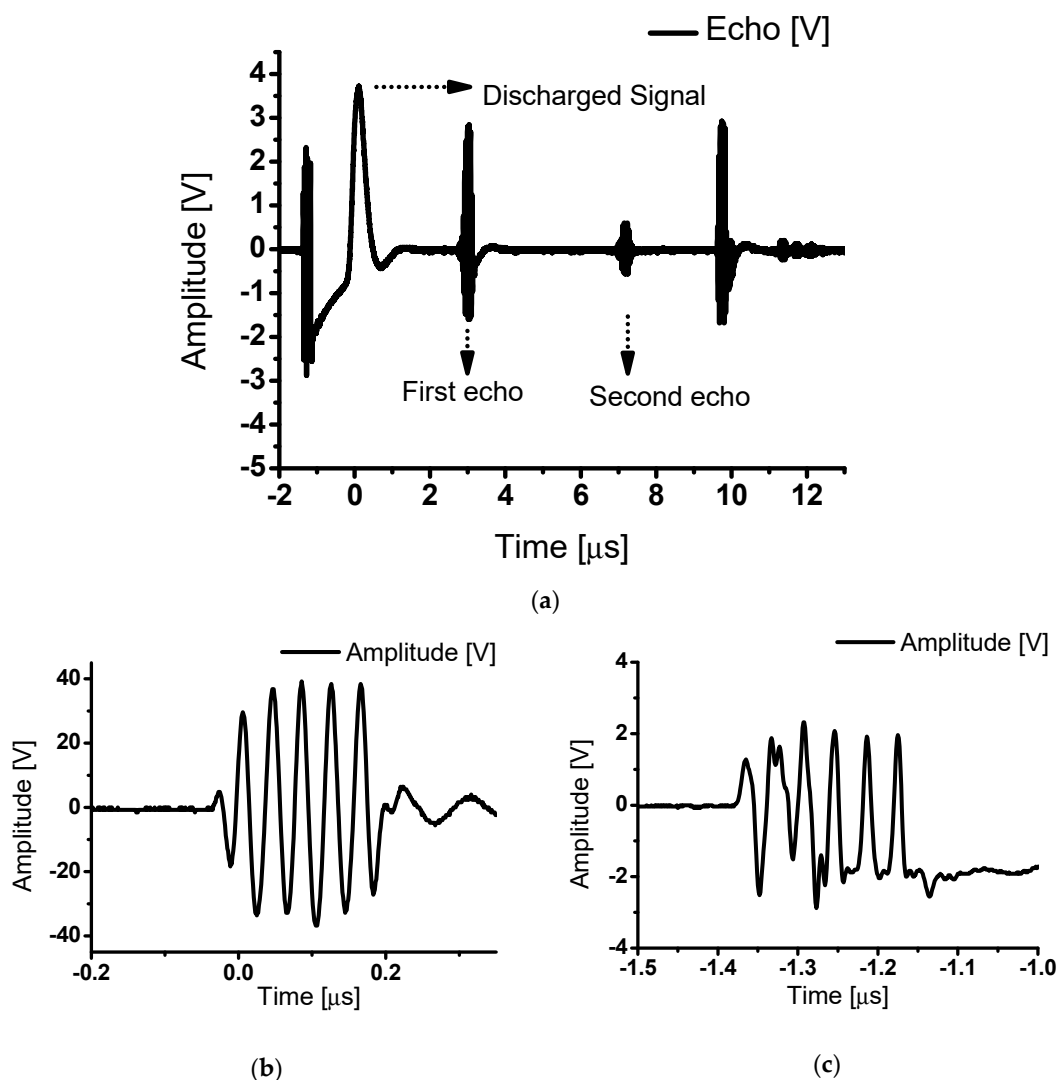 Echo [V]
4
3
2
1
0
-1
-2
-3
-4
-5
Amplitude [V]
Discharged Signal
First echo
Second echo
-2 0 2 4 6 8 10 12
Time [μs]
(a)
Amplitude [V]
40
20
0
-20
-40
Amplitude [V]
-0.2 0.0 0.2
Time [μs]
(b)
Amplitude [V]
4
2
0
-2
-4
Amplitude [V]
-1.5 -1.4 -1.3 -1.2 -1.1 -1.0
Time [μs]
(c)